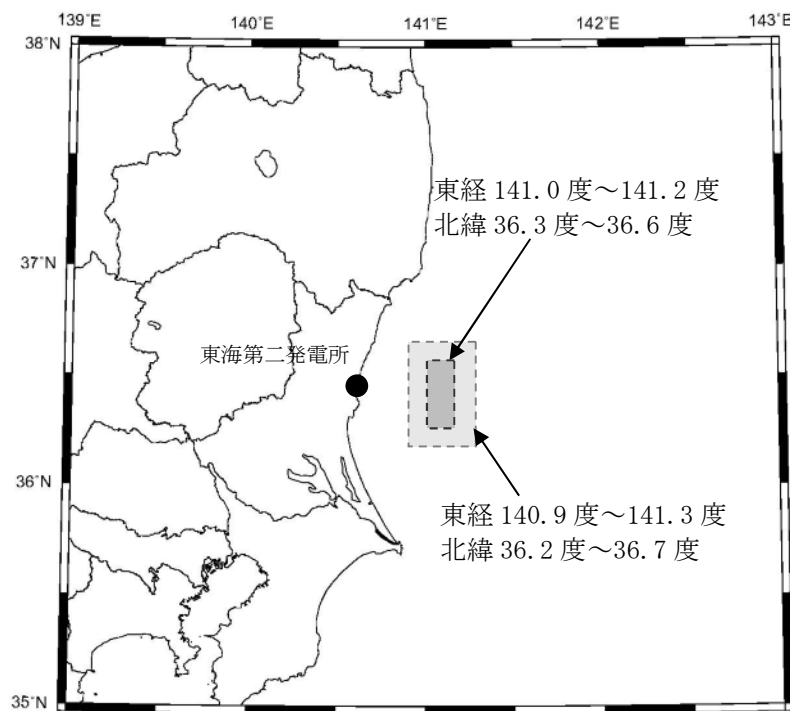 139°E 140°E 141°E 142°E 143°E
38°N
東経 141.0 度～141.2 度
北緯 36.3 度～36.6 度
37°N
東海第二発電所
36°N
東経 140.9 度～141.3 度
北緯 36.2 度～36.7 度
35°N